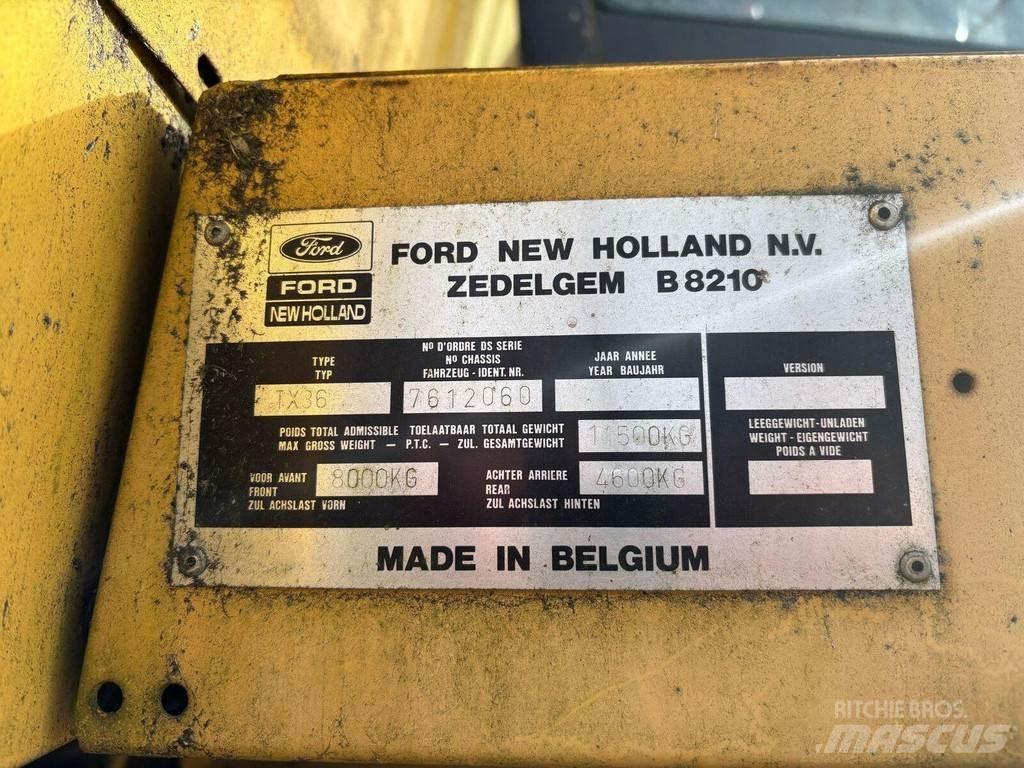 Ford
FORD
NEW HOLLAND
FORD NEW HOLLAND N.V.
ZEDELGEM B8210
TYPE
TYP
TX36
Nº D'ORDRE DS SERIE
Nº CHASSIS
FAHRZEUG - IDENT. NR.
7612060
JAAR ANNEE
YEAR BAUJAHR
VERSION
POIDS TOTAL ADMISSIBLE TOELAATBAAR TOTAAL GEWICHT
MAX GROSS WEIGHT — P.T.C. — ZUL. GESAMTGEWICHT
11500KG
LEEGGEWICHT-UNLADEN
WEIGHT - EIGENGEWICHT
POIDS A VIDE
VOOR AVANT
FRONT
ZUL ACHSLAST VORN
8000KG
ACHTER ARRIERE
REAR
ZUL ACHSLAST HINTEN
4600KG
MADE IN BELGIUM
RITCHIE BROS.
MASCUS